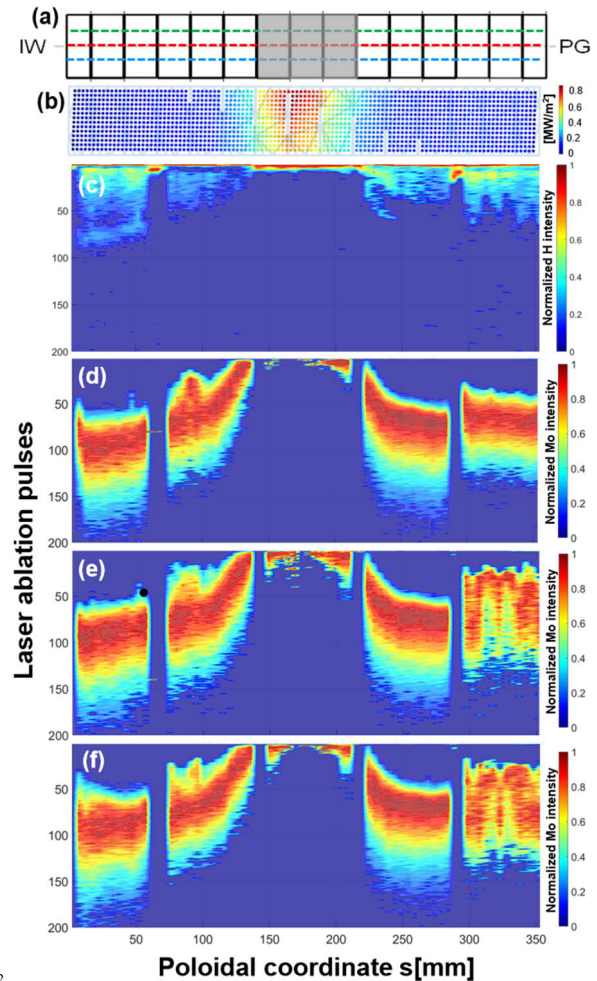 (a)
IW
PG
(b)
0.8
0.6
0.4
0.2
0
[MW/m²]
(c)
50
100
150
200
1
0.8
0.6
0.4
0.2
0
Normalized H intensity
(d)
50
100
150
200
1
0.8
0.6
0.4
0.2
0
Normalized Mo intensity
(e)
50
100
150
200
1
0.8
0.6
0.4
0.2
0
Normalized Mo intensity
(f)
50
100
150
200
1
0.8
0.6
0.4
0.2
0
Normalized Mo intensity
Laser ablation pulses
50 100 150 200 250 300 350
Poloidal coordinate s[mm]